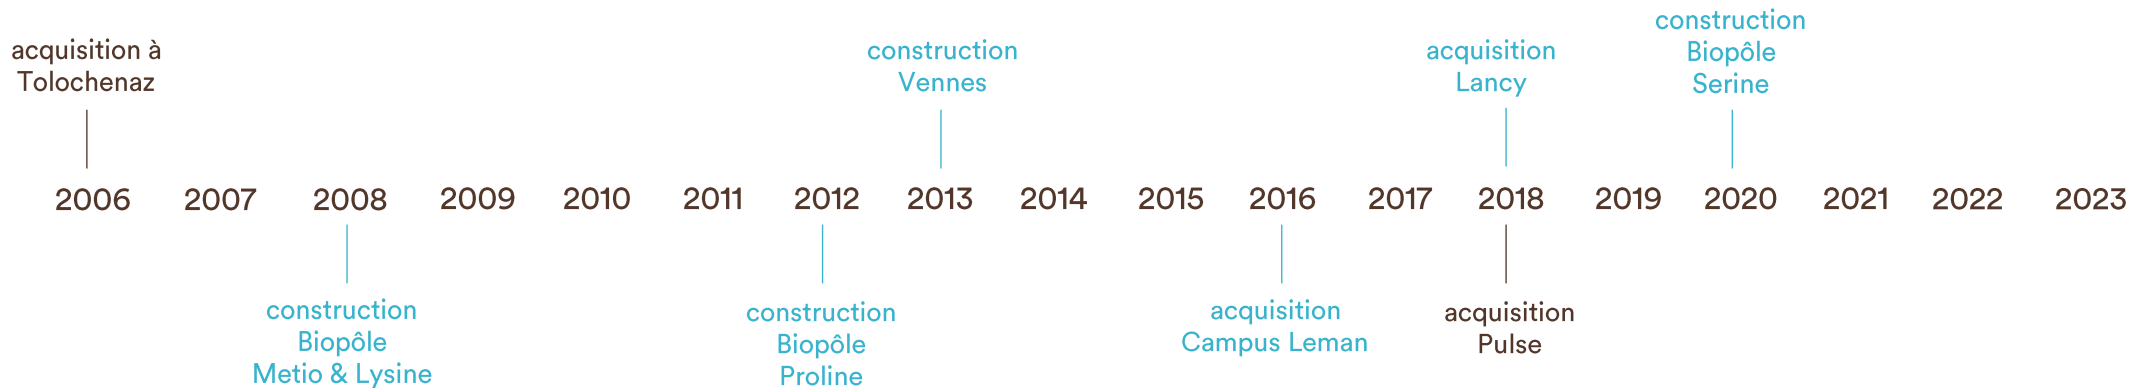 acquisition à
Tolochenaz
construction
Vennes
acquisition
Lancy
construction
Biopôle
Serine
2006 2007 2008 2009 2010 2011 2012 2013 2014 2015 2016 2017 2018 2019 2020 2021 2022 2023
construction
Biopôle
Metio & Lysine
construction
Biopôle
Proline
acquisition
Campus Leman
acquisition
Pulse